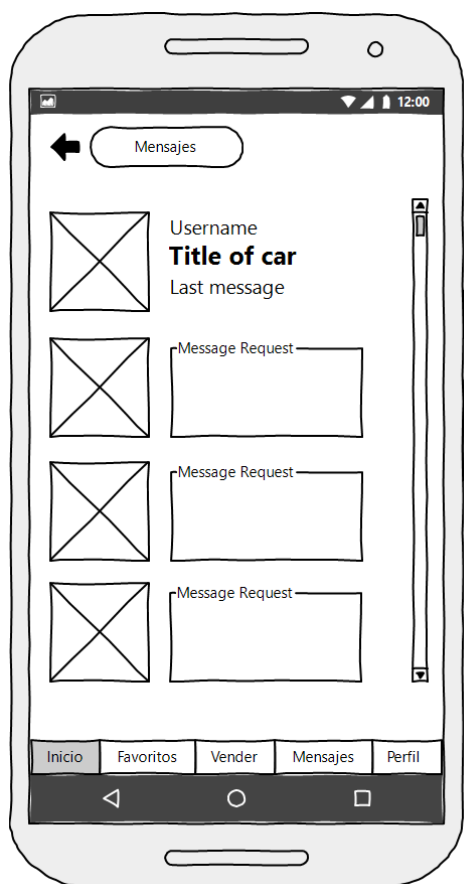 12:00
Mensajes
Username
Title of car
Last message
Message Request
Message Request
Message Request
Inicio Favoritos Vender Mensajes Perfil